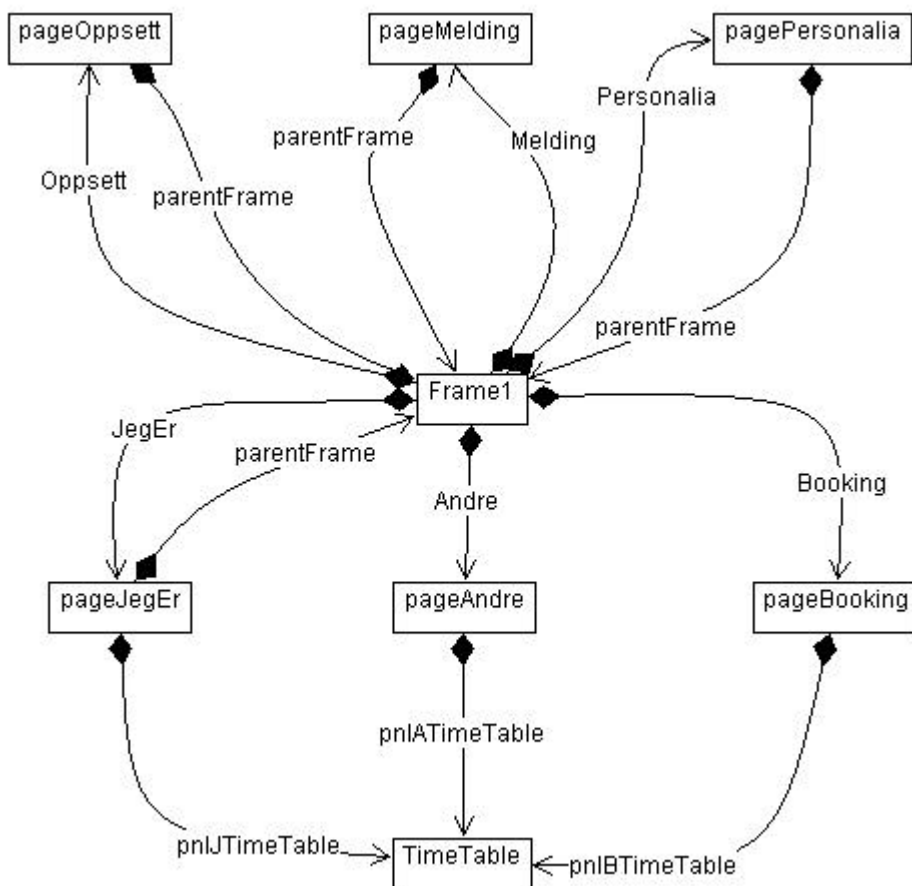 pageOppsett
pageMelding
pagePersonalia
Personalia
parentFrame
Melding
Oppsett
parentFrame
parentFrame
Frame1
JegEr
parentFrame
Andre
Booking
pageJegEr
pageAndre
pageBooking
pnlATimeTable
pnlJTimeTable
TimeTable
pnlBTimeTable